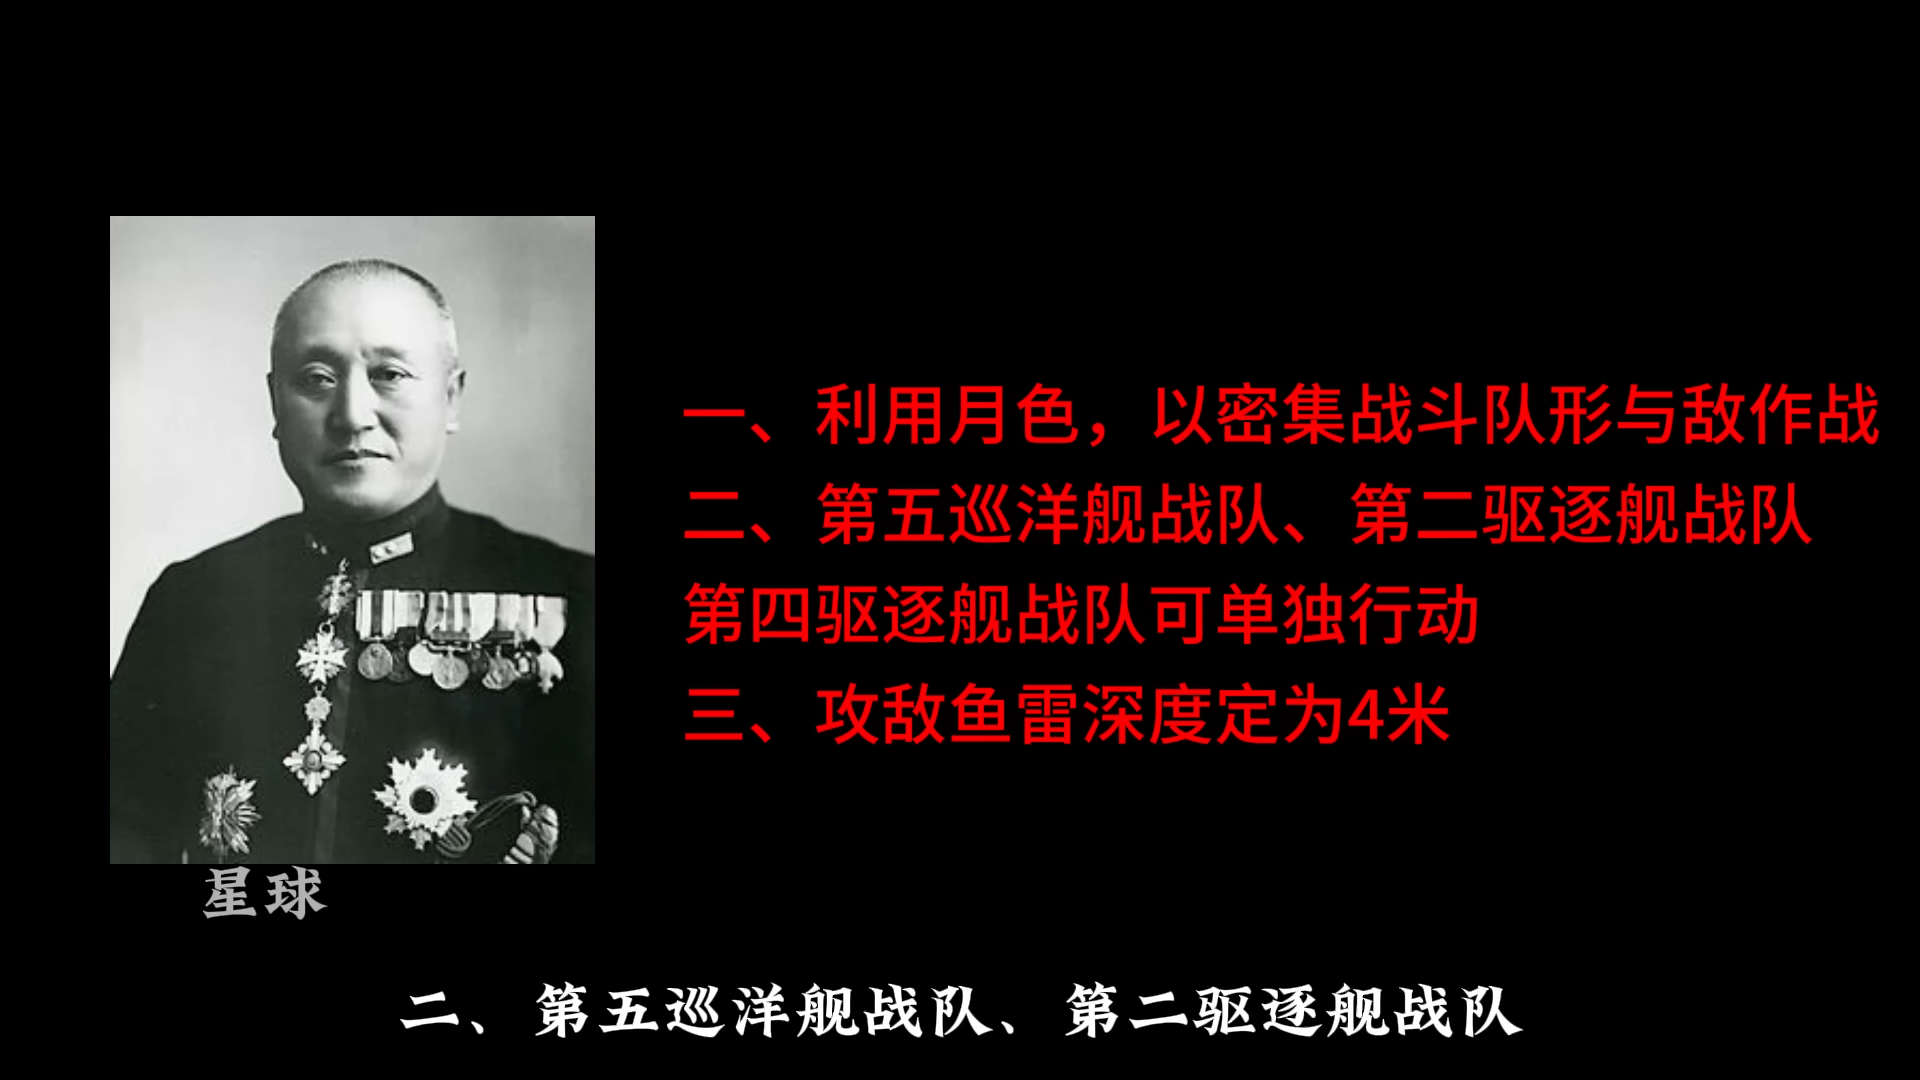 一、利用月色，以密集战斗队形与敌作战
二、第五巡洋舰战队、第二驱逐舰战队
第四驱逐舰战队可单独行动
三、攻敌鱼雷深度定为4米
星球
二、第五巡洋舰战队、第二驱逐舰战队